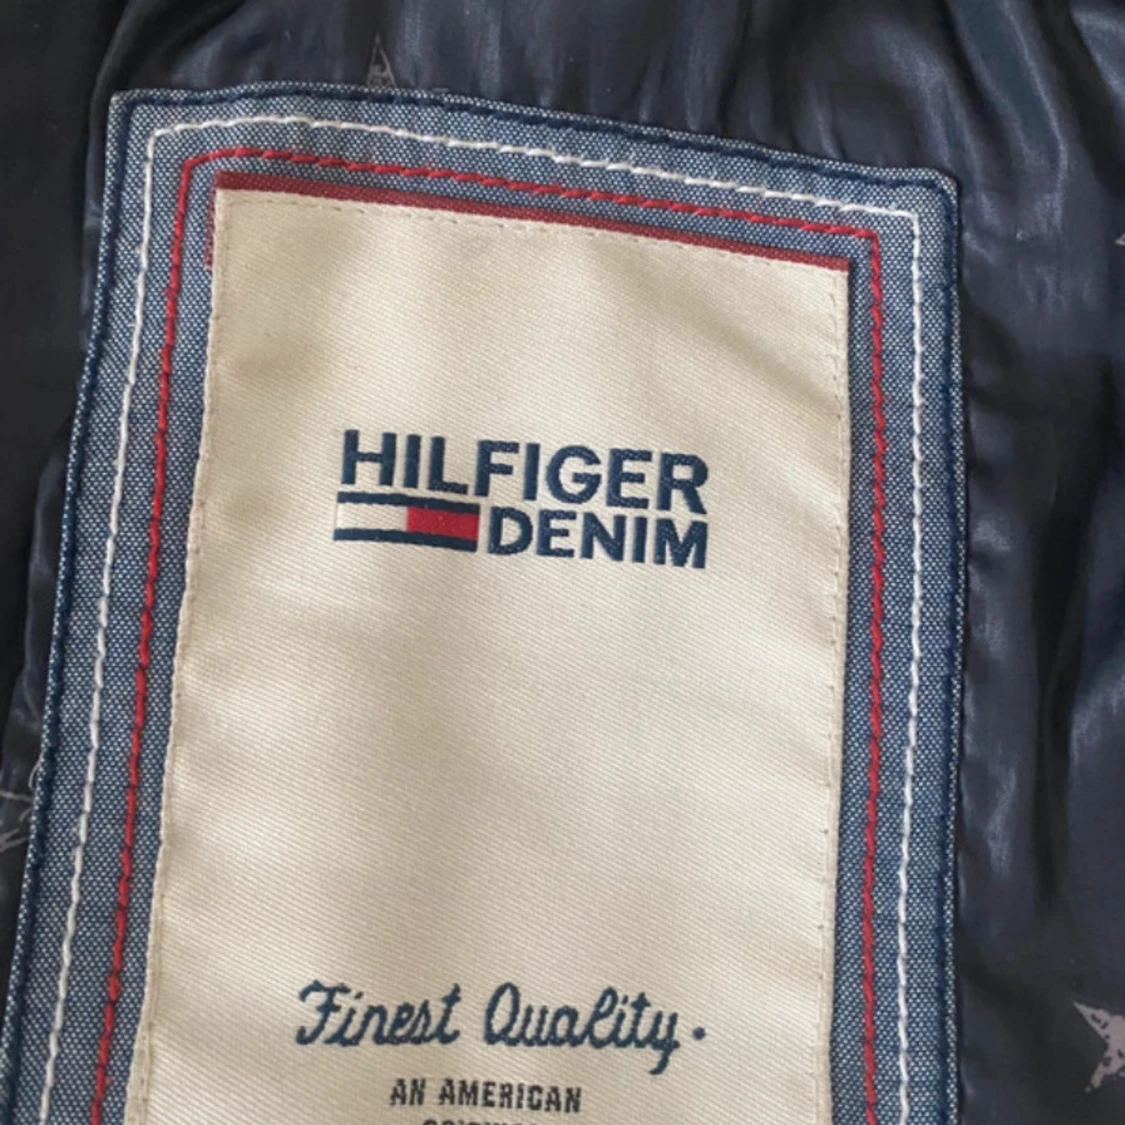 HILFIGER
DENIM
Finest Quality.
AN AMERICAN